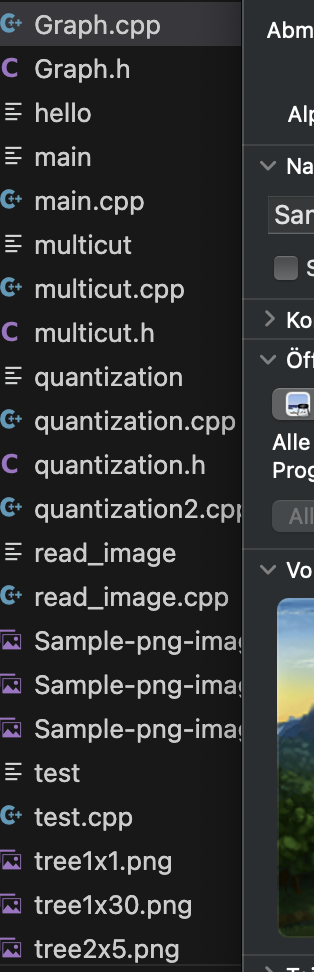 Graph.cpp
Graph.h
hello
main
main.cpp
multicut
multicut.cpp
multicut.h
quantization
quantization.cpp
quantization.h
quantization2.cpp
read_image
read_image.cpp
Sample-png-imag
Sample-png-imag
Sample-png-imag
test
test.cpp
tree1x1.png
tree1x30.png
tree2x5.png
Abm
Alp
Na
San
S
Ko
Öff
Alle
Prog
All
Vo